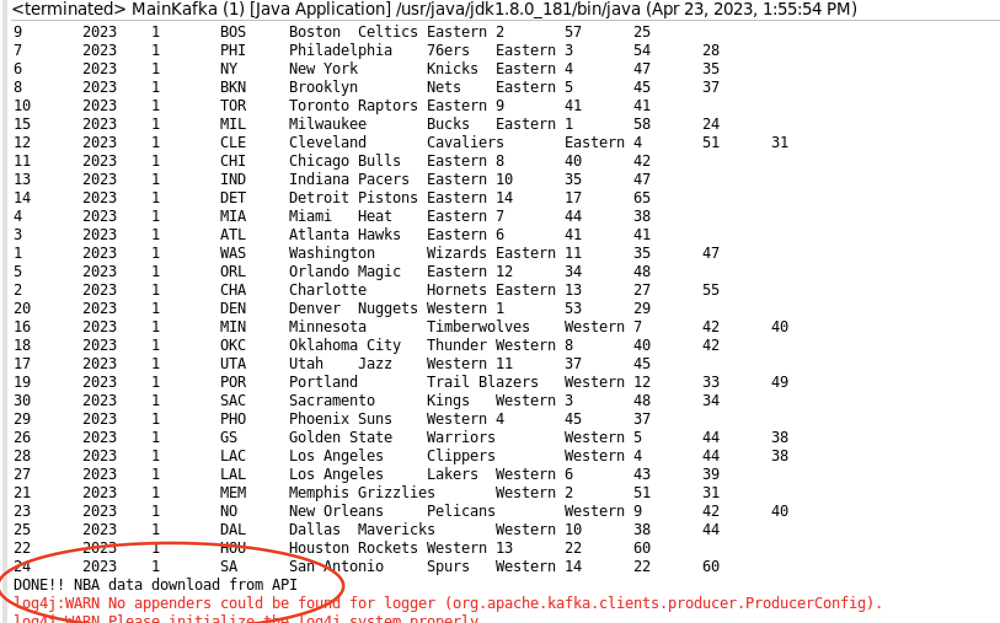 <terminated> MainKafka (1) [Java Application] /usr/java/jdk1.8.0_181/bin/java (Apr 23, 2023, 1:55:54 PM)
9 2023 1 BOS Boston Celtics Eastern 2 57 25
7 2023 1 PHI Philadelphia 76ers Eastern 3 54 28
6 2023 1 NY New York Knicks Eastern 4 47 35
8 2023 1 BKN Brooklyn Nets Eastern 5 45 37
10 2023 1 TOR Toronto Raptors Eastern 9 41 41
15 2023 1 MIL Milwaukee Bucks Eastern 1 58 24
12 2023 1 CLE Cleveland Cavaliers Eastern 4 51 31
11 2023 1 CHI Chicago Bulls Eastern 8 40 42
13 2023 1 IND Indiana Pacers Eastern 10 35 47
14 2023 1 DET Detroit Pistons Eastern 14 17 65
4 2023 1 MIA Miami Heat Eastern 7 44 38
3 2023 1 ATL Atlanta Hawks Eastern 6 41 41
1 2023 1 WAS Washington Wizards Eastern 11 35 47
5 2023 1 ORL Orlando Magic Eastern 12 34 48
2 2023 1 CHA Charlotte Hornets Eastern 13 27 55
20 2023 1 DEN Denver Nuggets Western 1 53 29
16 2023 1 MIN Minnesota Timberwolves Western 7 42 40
18 2023 1 OKC Oklahoma City Thunder Western 8 40 42
17 2023 1 UTA Utah Jazz Western 11 37 45
19 2023 1 POR Portland Trail Blazers Western 12 33 49
30 2023 1 SAC Sacramento Kings Western 3 48 34
29 2023 1 PHO Phoenix Suns Western 4 45 37
26 2023 1 GS Golden State Warriors Western 5 44 38
28 2023 1 LAC Los Angeles Clippers Western 4 44 38
27 2023 1 LAL Los Angeles Lakers Western 6 43 39
21 2023 1 MEM Memphis Grizzlies Western 2 51 31
23 2023 1 NO New Orleans Pelicans Western 9 42 40
25 2023 1 DAL Dallas Mavericks Western 10 38 44
22 2023 1 HOU Houston Rockets Western 13 22 60
24 2023 1 SA San Antonio Spurs Western 14 22 60
DONE!! NBA data download from API
log4j:WARN No appenders could be found for logger (org.apache.kafka.clients.producer.ProducerConfig).
log4j:WARN Please initialize the log4j system properly